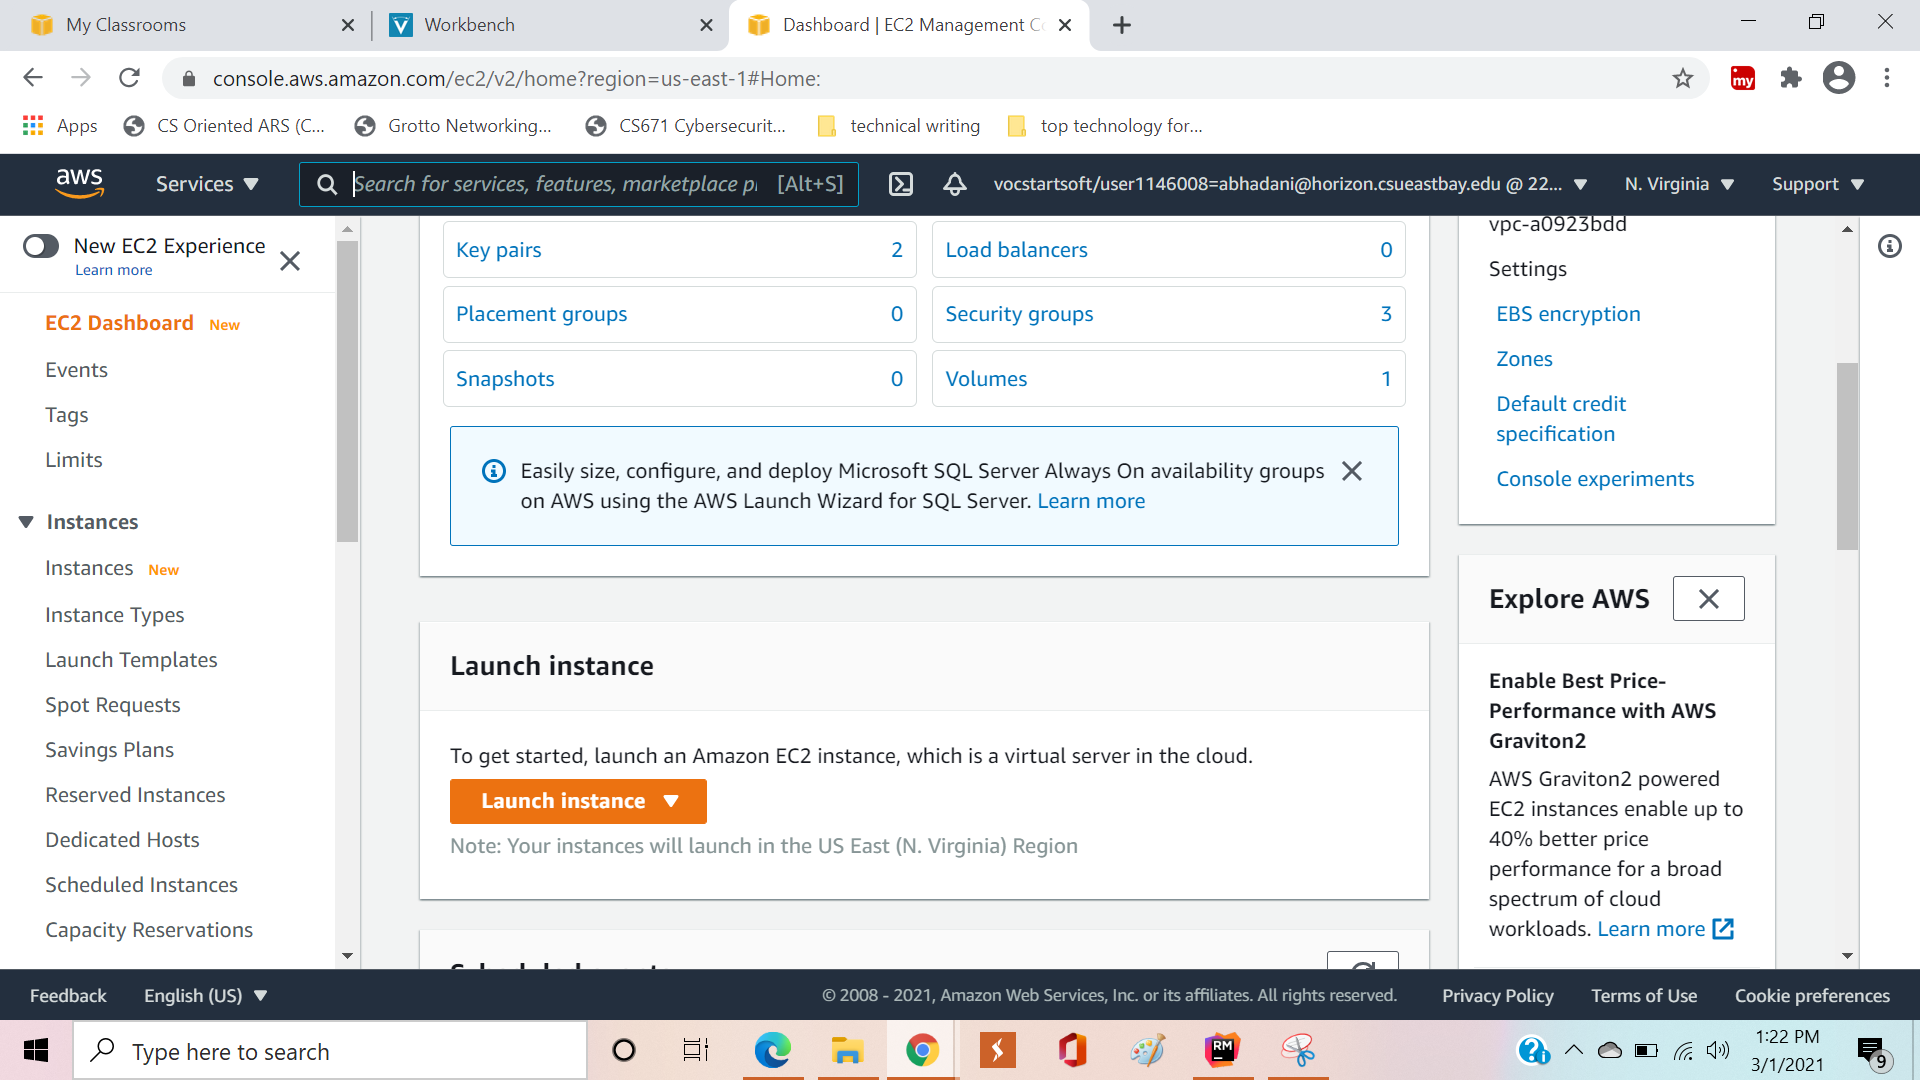 My Classrooms
Workbench
Dashboard | EC2 Management Co
console.aws.amazon.com/ec2/v2/home?region=us-east-1#Home:
my
Apps
CS Oriented ARS (C...
Grotto Networking...
CS671 Cybersecurit...
technical writing
top technology for...
aws
Services
Search for services, features, marketplace pr
[Alt+S]
vocstartsoft/user1146008=abhadani@horizon.csueastbay.edu @ 22...
N. Virginia
Support
New EC2 Experience
Learn more
EC2 Dashboard New
Events
Tags
Limits
Instances
Instances New
Instance Types
Launch Templates
Spot Requests
Savings Plans
Reserved Instances
Dedicated Hosts
Scheduled Instances
Capacity Reservations
Key pairs 2
Load balancers 0
Placement groups 0
Security groups 3
Snapshots 0
Volumes 1
Easily size, configure, and deploy Microsoft SQL Server Always On availability groups
on AWS using the AWS Launch Wizard for SQL Server. Learn more
Launch instance
To get started, launch an Amazon EC2 instance, which is a virtual server in the cloud.
Launch instance
Note: Your instances will launch in the US East (N. Virginia) Region
vpc-a0923bdd
Settings
EBS encryption
Zones
Default credit
specification
Console experiments
Explore AWS
Enable Best Price-
Performance with AWS
Graviton2
AWS Graviton2 powered
EC2 instances enable up to
40% better price
performance for a broad
spectrum of cloud
workloads. Learn more
Feedback
English (US)
© 2008 - 2021, Amazon Web Services, Inc. or its affiliates. All rights reserved.
Privacy Policy
Terms of Use
Cookie preferences
Type here to search
RM
1:22 PM
3/1/2021
9